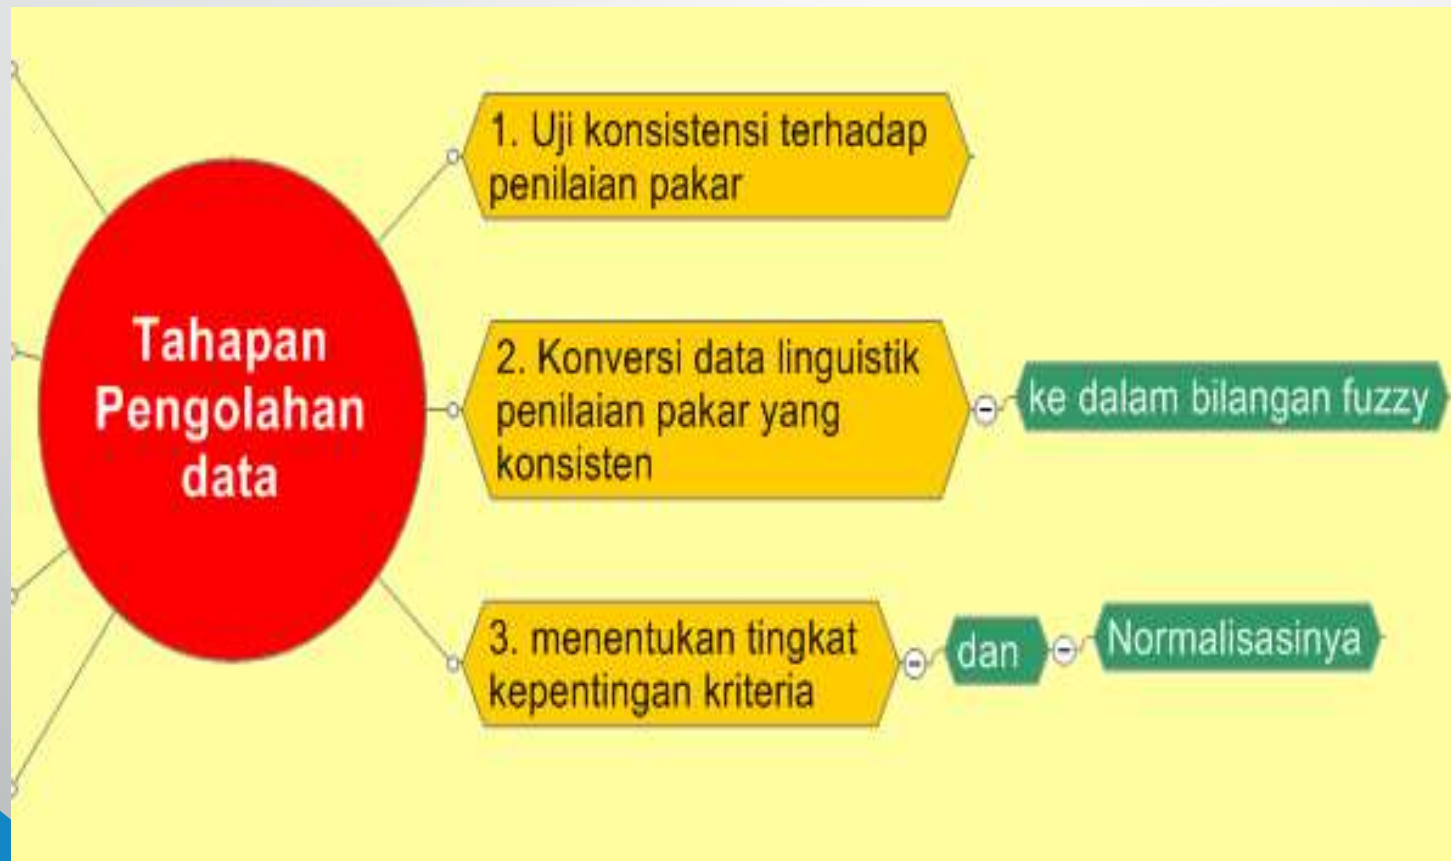 Tahapan
Pengolahan
data
1. Uji konsistensi terhadap
penilaian pakar
2. Konversi data linguistik
penilaian pakar yang
konsisten
ke dalam bilangan fuzzy
3. menentukan tingkat
kepentingan kriteria
dan
Normalisasinya